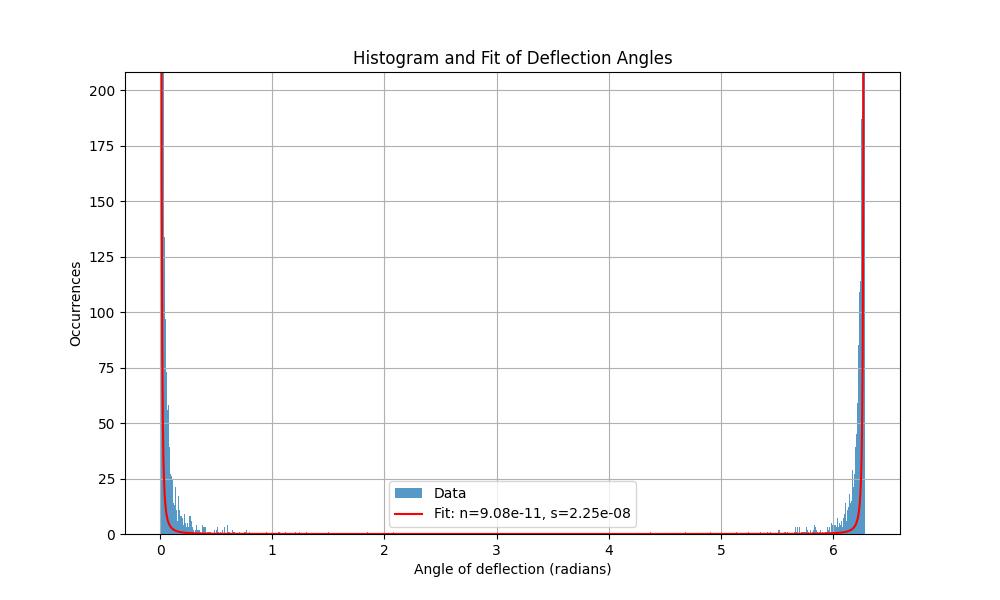 Histogram and Fit of Deflection Angles
Occurrences
200
175
150
125
100
75
50
25
0
Data
Fit: n=9.08e-11, s=2.25e-08
0 1 2 3 4 5 6
Angle of deflection (radians)